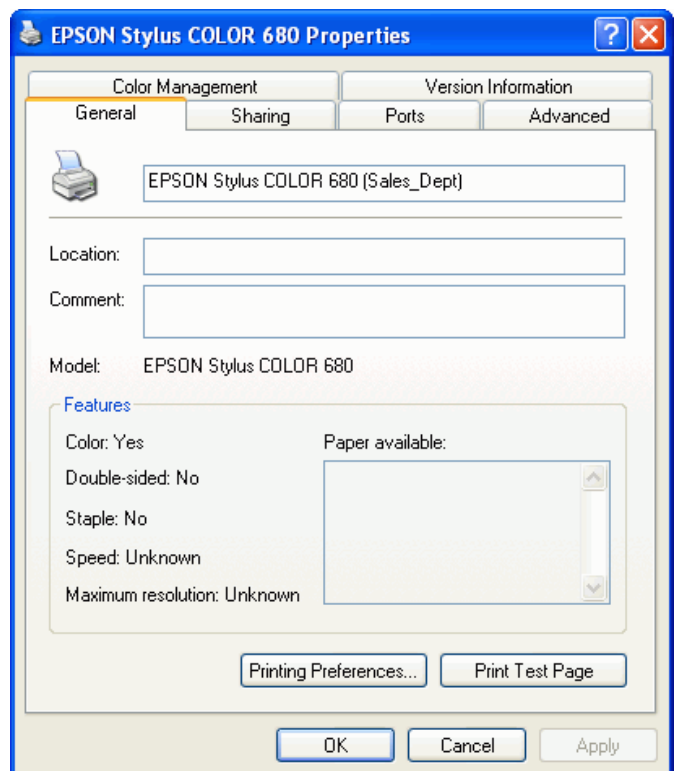 EPSON Stylus COLOR 680 Properties
Color Management Version Information
General Sharing Ports Advanced
EPSON Stylus COLOR 680 (Sales_Dept)
Location:
Comment:
Model: EPSON Stylus COLOR 680
Features
Color: Yes Paper available:
Double-sided: No
Staple: No
Speed: Unknown
Maximum resolution: Unknown
Printing Preferences... Print Test Page
OK Cancel Apply